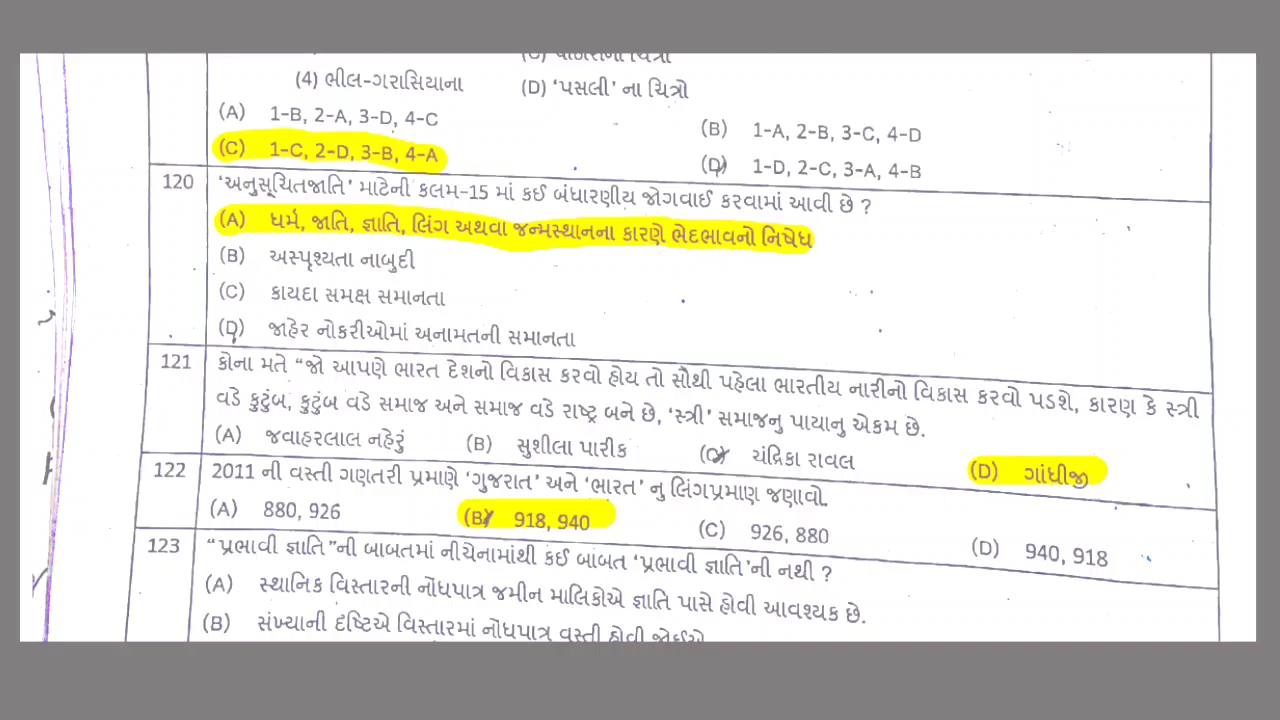 (4) ભીલ-ગરાસિયાના (D) ‘પસલી’ ના ચિત્રો
(A) 1-B, 2-A, 3-D, 4-C (B) 1-A, 2-B, 3-C, 4-D
(C) 1-C, 2-D, 3-B, 4-A (D) 1-D, 2-C, 3-A, 4-B
120 ‘અનુસૂચિતજાતિ’ માટેની કલમ-15 માં કઈ બંધારણીય જોગવાઈ કરવામાં આવી છે ?
(A) ધર્મ, જાતિ, જ્ઞાતિ, લિંગ અથવા જન્મસ્થાનના કારણે ભેદભાવનો નિષેધ
(B) અસ્પૃશ્યતા નાબુદી
(C) કાયદા સમક્ષ સમાનતા
(D) જાહેર નોકરીઓમાં અનામતની સમાનતા
121 કોના મતે “જો આપણે ભારત દેશનો વિકાસ કરવો હોય તો સૌથી પહેલા ભારતીય નારીનો વિકાસ કરવો પડશે, કારણ કે સ્ત્રી
વડે કુટુંબ, કુટુંબ વડે સમાજ અને સમાજ વડે રાષ્ટ્ર બને છે, ‘સ્ત્રી’ સમાજનુ પાયાનુ એકમ છે.
(A) જવાહરલાલ નહેરું (B) સુશીલા પારીક (C) ચંદ્રિકા રાવલ (D) ગાંધીજી
122 2011 ની વસ્તી ગણતરી પ્રમાણે ‘ગુજરાત’ અને ‘ભારત’ નુ લિંગપ્રમાણ જણાવો.
(A) 880, 926 (B) 918, 940 (C) 926, 880 (D) 940, 918
123 “પ્રભાવી જ્ઞાતિ”ની બાબતમાં નીચેનામાંથી કંઈ બાબત ‘પ્રભાવી જ્ઞાતિ’ની નથી ?
(A) સ્થાનિક વિસ્તારની નોધપાત્ર જમીન માલિકોએ જ્ઞાતિ પાસે હોવી આવશ્યક છે.
(B) સંખ્યાની દૃષ્ટિએ વિસ્તારમાં નોધપાત્ર વસ્તી હોવી જોઈએ